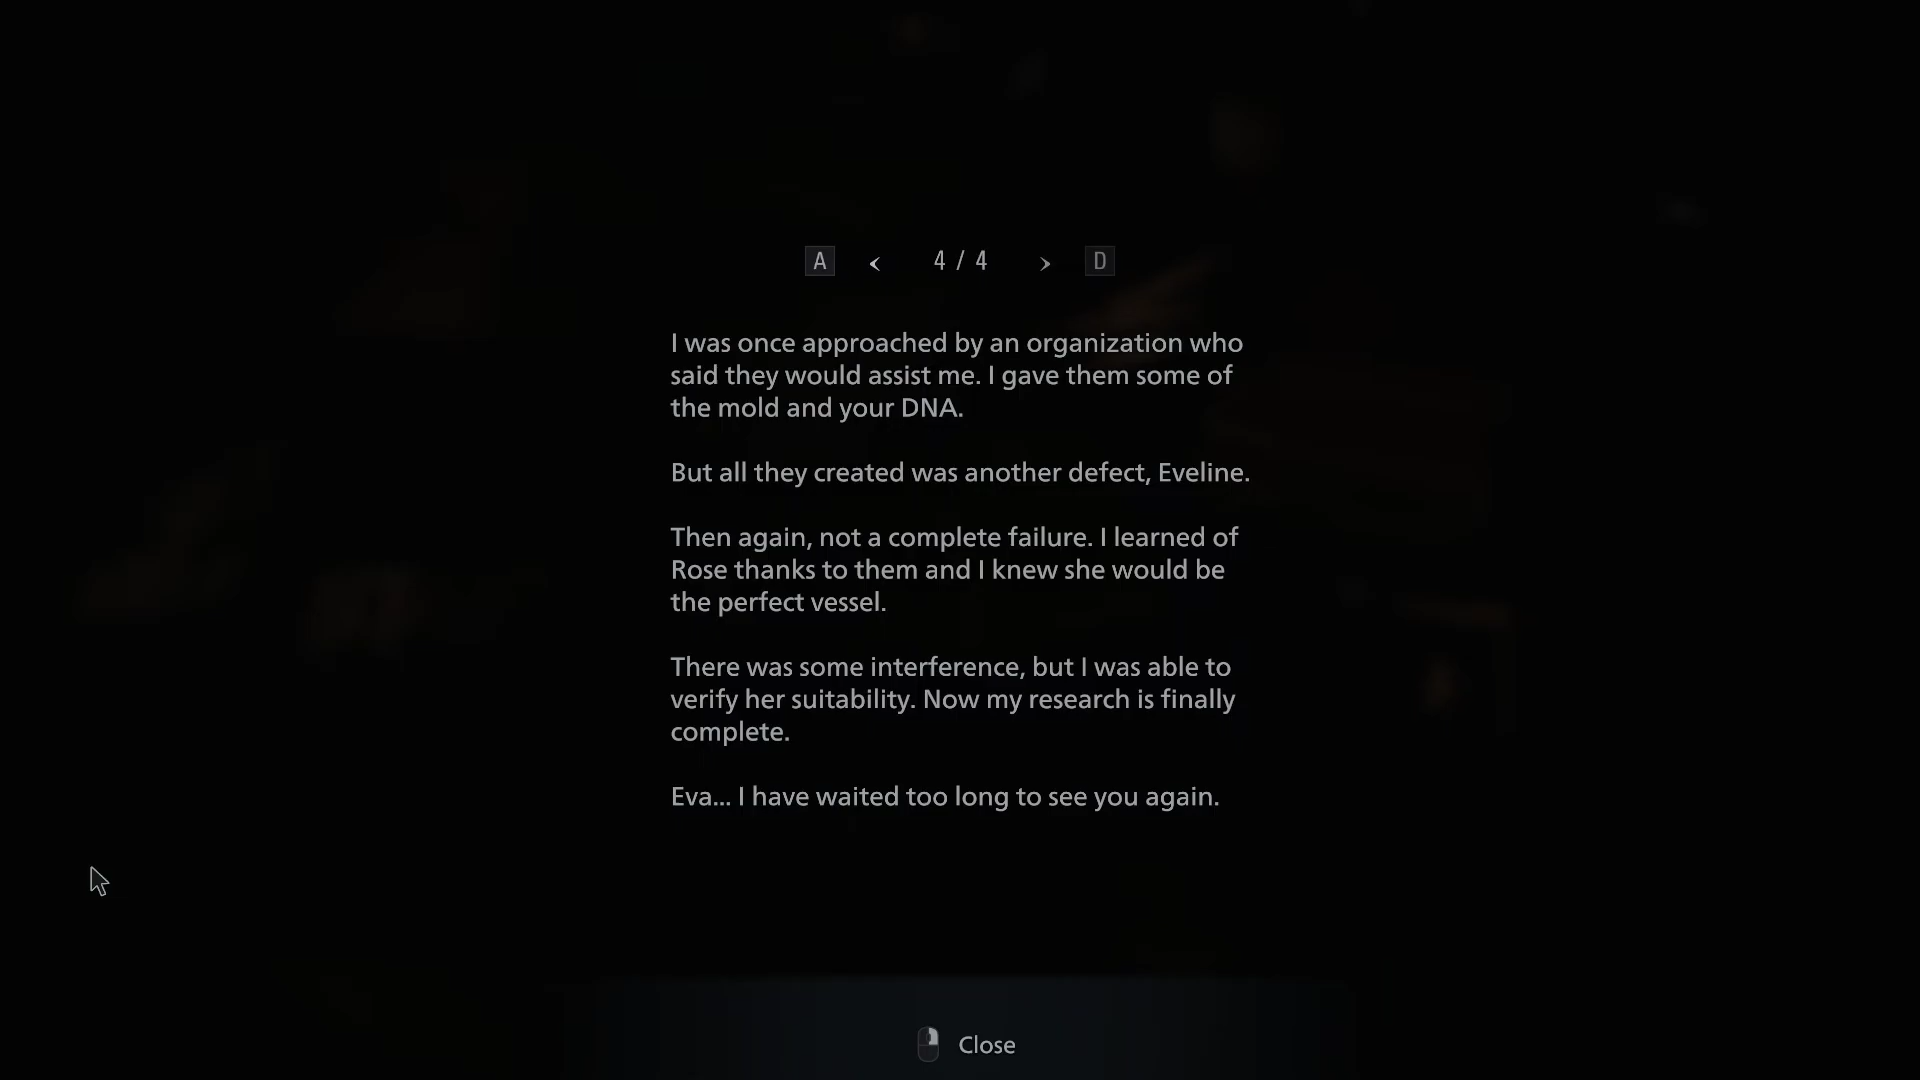 A < 4 / 4 > D
I was once approached by an organization who
said they would assist me. I gave them some of
the mold and your DNA.
But all they created was another defect, Eveline.
Then again, not a complete failure. I learned of
Rose thanks to them and I knew she would be
the perfect vessel.
There was some interference, but I was able to
verify her suitability. Now my research is finally
complete.
Eva... I have waited too long to see you again.
Close